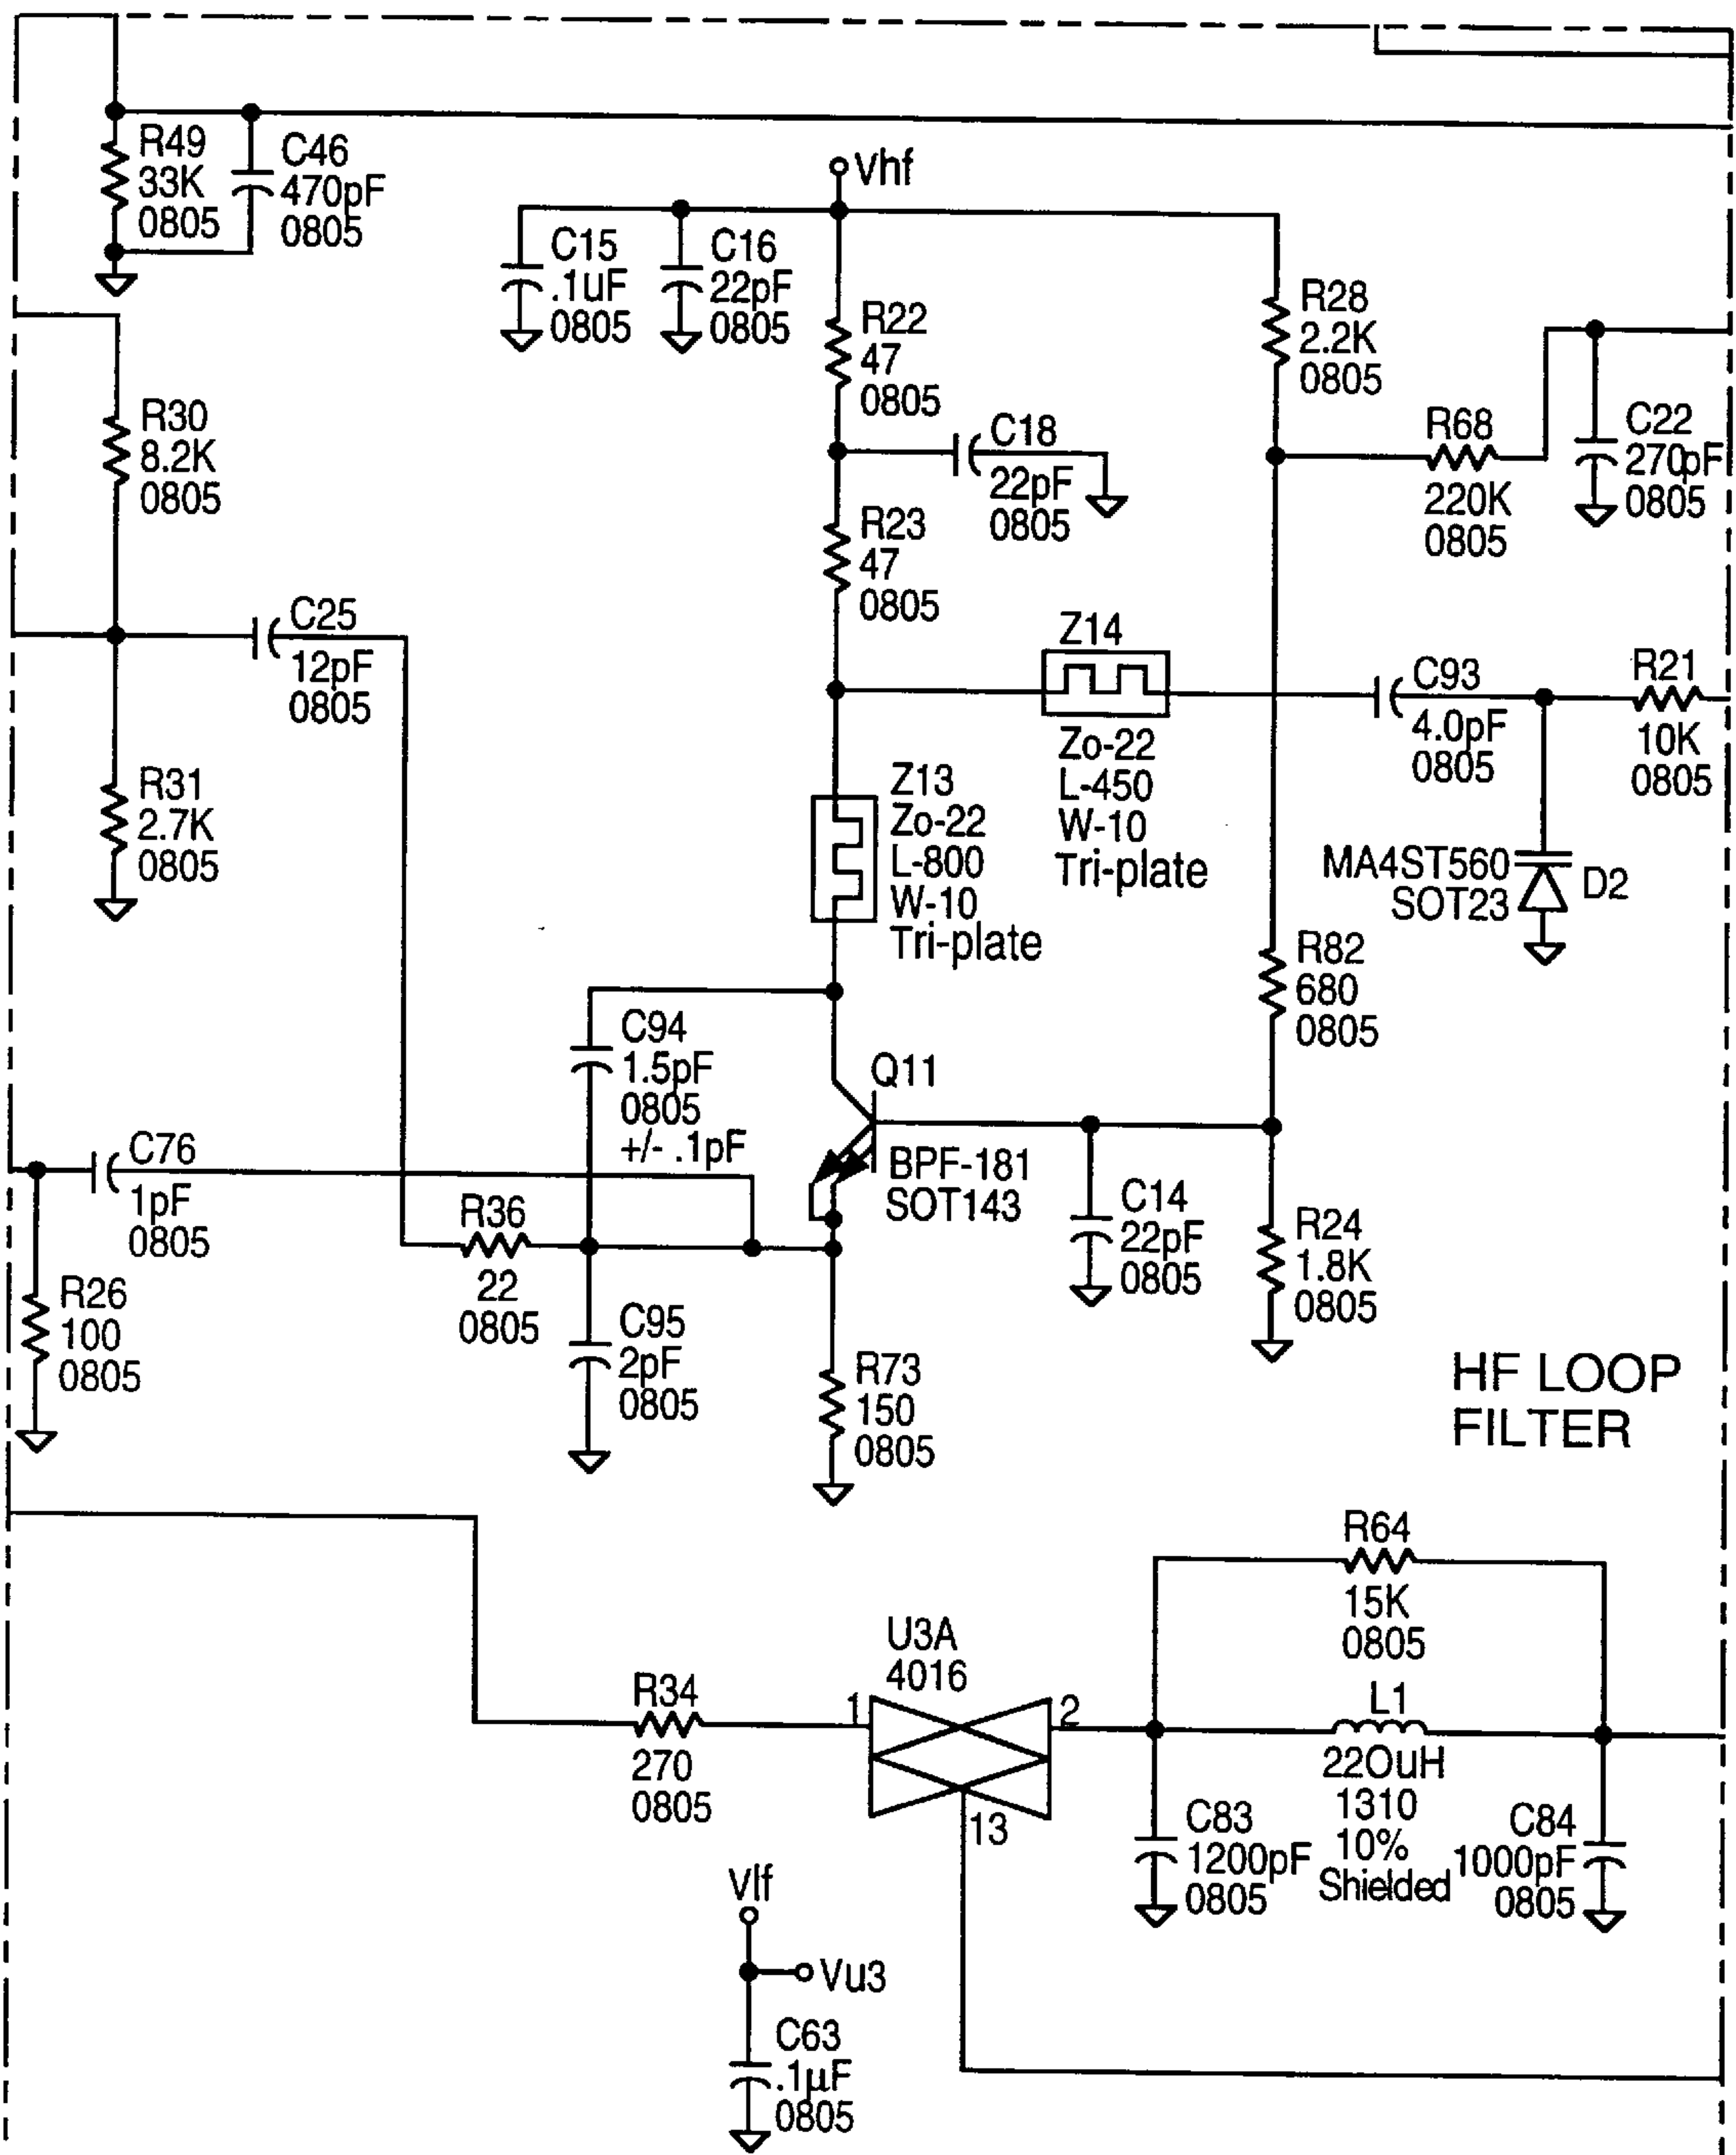 R49
33K
0805
C46
470pF
0805
Vhf
C15
.1uF
0805
C16
22pF
0805
R22
47
0805
R28
2.2K
0805
R30
8.2K
0805
C18
22pF
0805
R68
220K
0805
C22
270pF
0805
R23
47
0805
C25
12pF
0805
Z14
Zo-22
L-450
W-10
Tri-plate
C93
4.0pF
0805
R21
10K
0805
R31
2.7K
0805
Z13
Zo-22
L-800
W-10
Tri-plate
MA4ST560
SOT23
D2
R82
680
0805
C94
1.5pF
0805
+/- .1pF
Q11
BPF-181
SOT143
C76
1pF
0805
R36
22
0805
C14
22pF
0805
R24
1.8K
0805
R26
100
0805
C95
2pF
0805
R73
150
0805
HF LOOP
FILTER
R64
15K
0805
U3A
4016
R34
270
0805
1
2
13
L1
22OuH
1310
10%
Shielded
C83
1200pF
0805
C84
1000pF
0805
Vlf
Vu3
C63
.1µF
0805